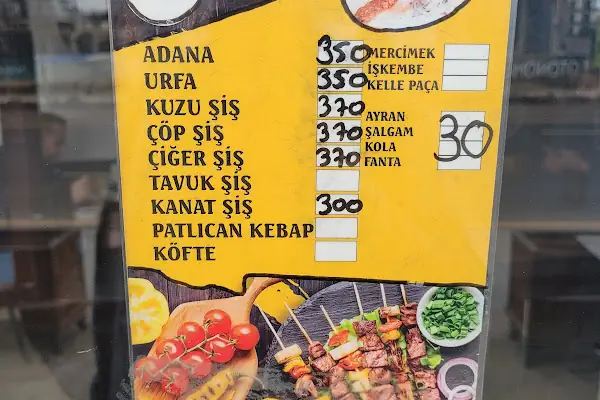 ADANA 350
URFA 350
KUZU ŞİŞ 370
ÇÖP ŞİŞ 370
ÇİĞER ŞİŞ 370
TAVUK ŞİŞ
KANAT ŞİŞ 300
PATLICAN KEBAP
KÖFTE
MERCİMEK
İŞKEMBE
KELLE PAÇA
AYRAN
ŞALGAM
KOLA
FANTA
30